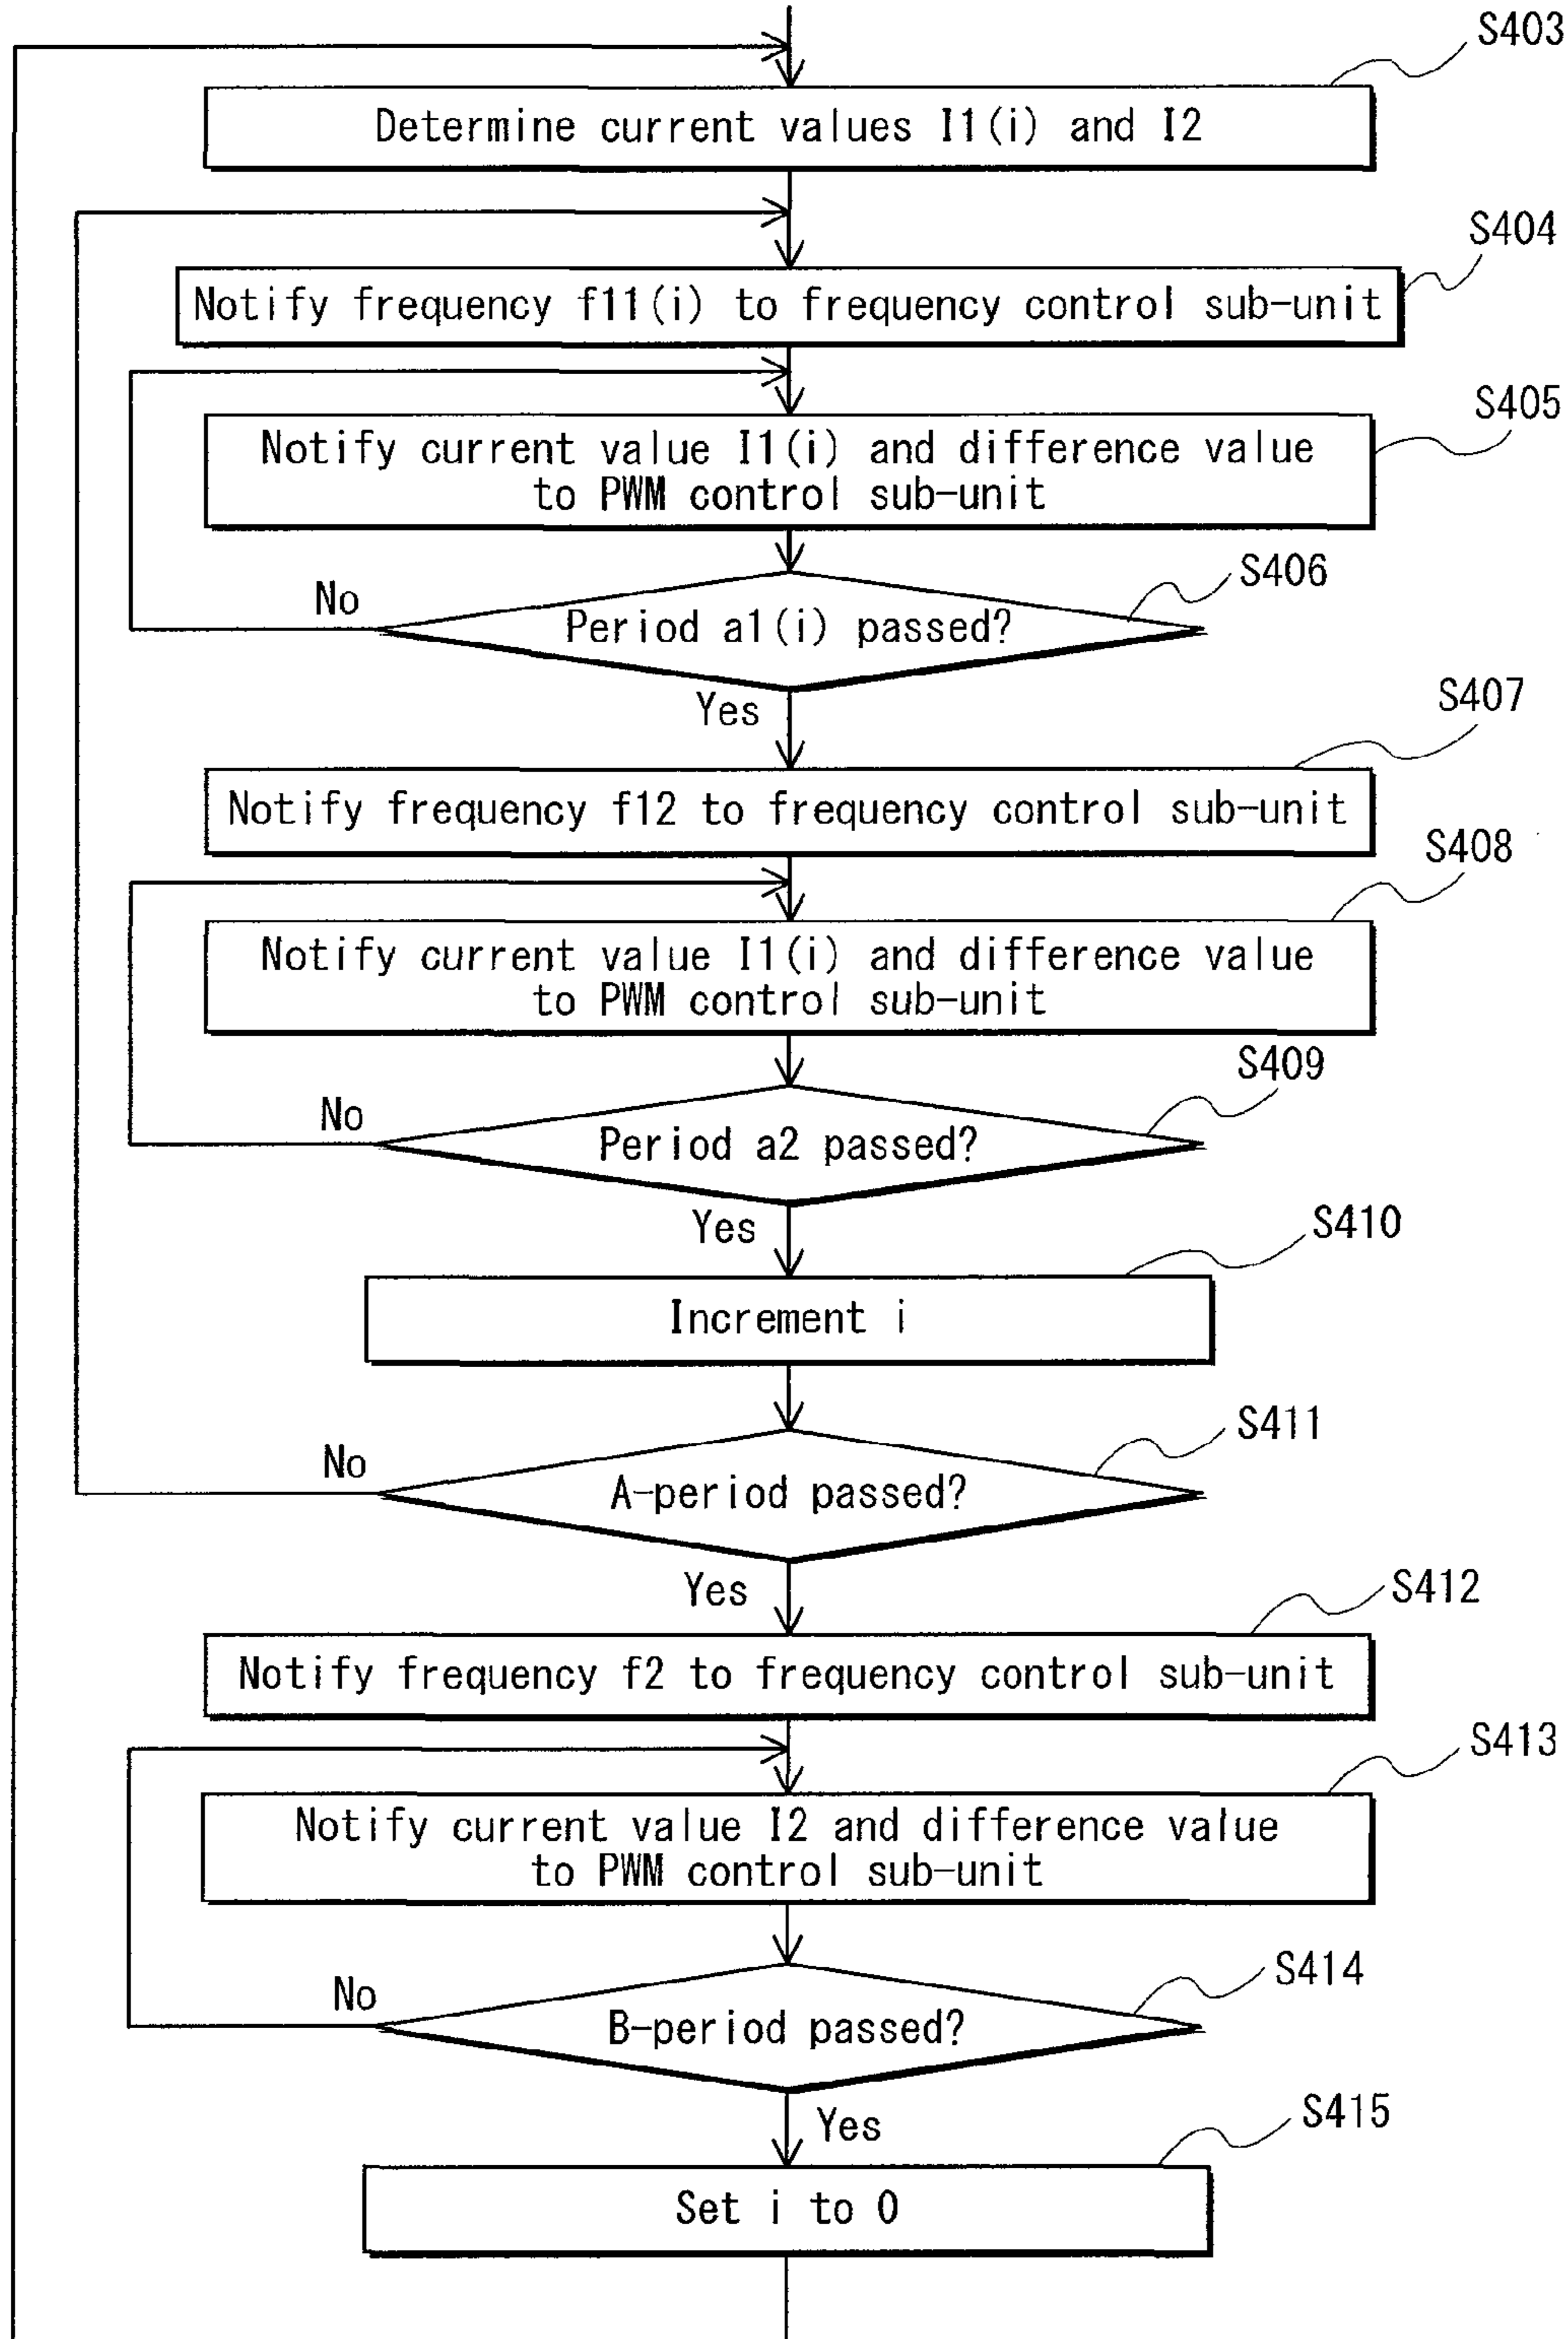 S403
Determine current values I1(i) and I2
S404
Notify frequency f11(i) to frequency control sub-unit
S405
Notify current value I1(i) and difference value
to PWM control sub-unit
S406
No
Period a1(i) passed?
Yes
S407
Notify frequency f12 to frequency control sub-unit
S408
Notify current value I1(i) and difference value
to PWM control sub-unit
S409
No
Period a2 passed?
Yes
S410
Increment i
S411
No
A-period passed?
Yes
S412
Notify frequency f2 to frequency control sub-unit
S413
Notify current value I2 and difference value
to PWM control sub-unit
S414
No
B-period passed?
Yes
S415
Set i to 0